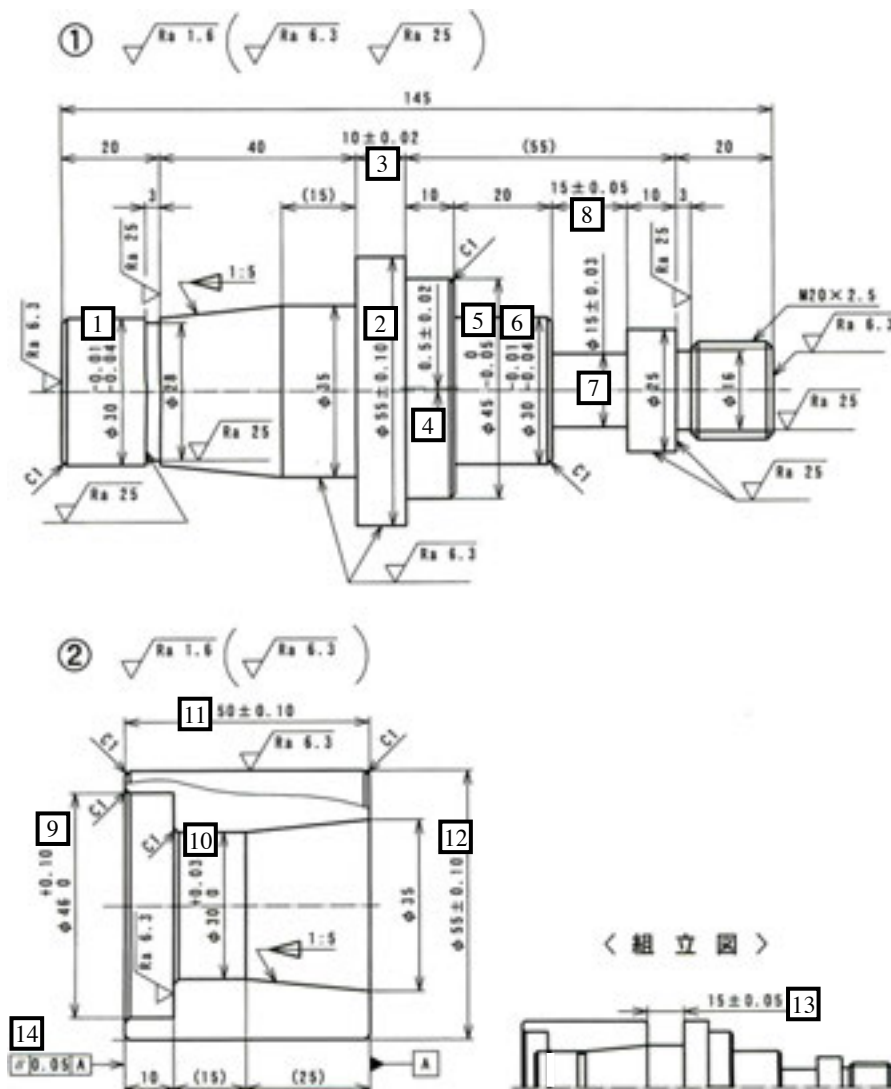 ① Ra 1.6 ( Ra 6.3 Ra 25 )
145
20 40 10±0.02 (55) 20
3
3 (15) 10 20 15±0.05 10 3
8
Ra 25
1:5
C1
Ra 25
M20×2.5
Ra 6.3
Ra 6.3
1 φ30 -0.01 -0.04
φ28
φ35
2 φ55±0.10
0.5±0.02 4
5 φ45 0 -0.05
6 φ30 -0.01 -0.04
φ15±0.03 7
φ25
φ16
Ra 25
Ra 25
C1
Ra 25
C1
Ra 25
Ra 6.3
② Ra 1.6 ( Ra 6.3 )
11 50±0.10
C1 Ra 6.3 C1
C1
C1
9 φ46 +0.10 0
10 φ30 +0.03 0
φ35
12 φ55±0.10
Ra 6.3
1:5
〈組立図〉
15±0.05 13
14
// 0.05 A
A
10 (15) (25)